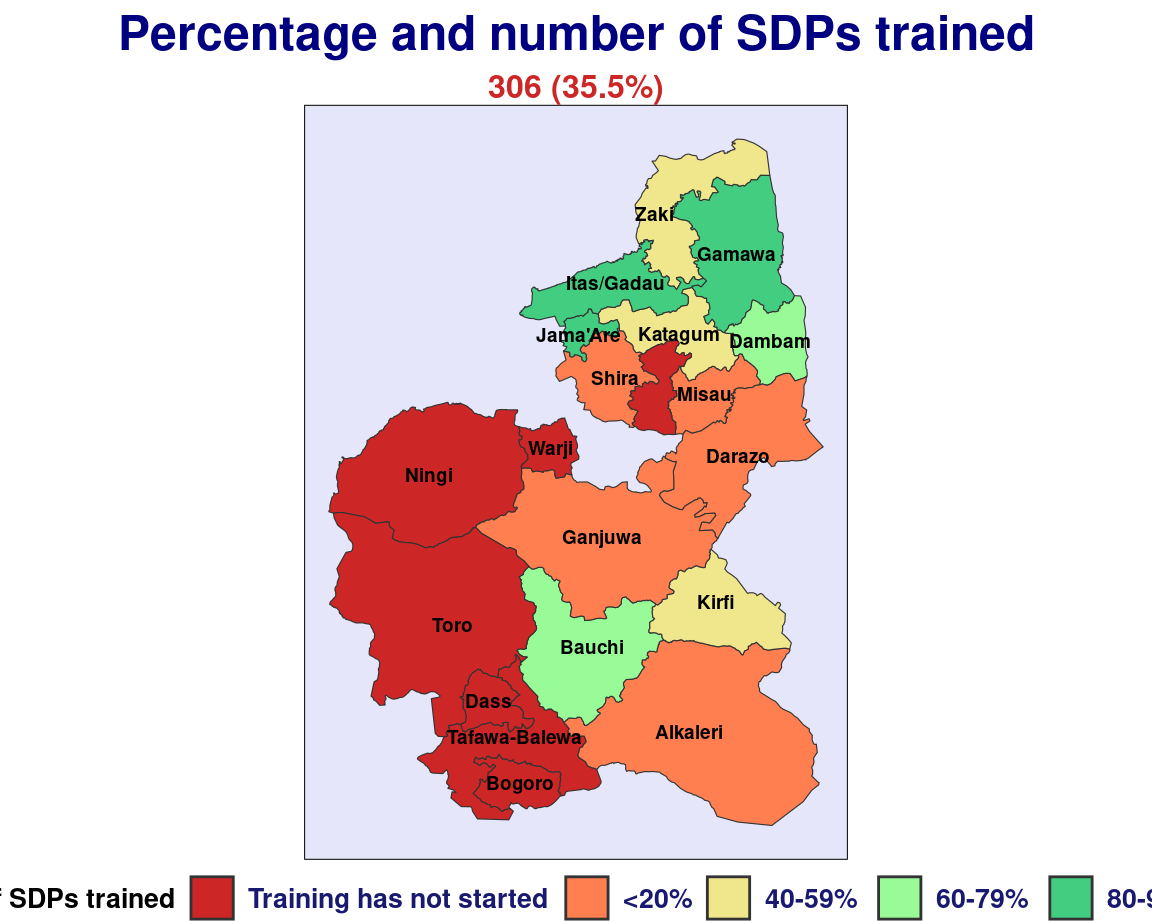 Percentage and number of SDPs trained
306 (35.5%)
Zaki
Gamawa
Itas/Gadau
Jama'Are
Katagum
Dambam
Shira
Misau
Warji
Darazo
Ningi
Ganjuwa
Kirfi
Toro
Bauchi
Dass
Alkaleri
Tafawa-Balewa
Bogoro
SDPs trained Training has not started <20% 40-59% 60-79% 80-9